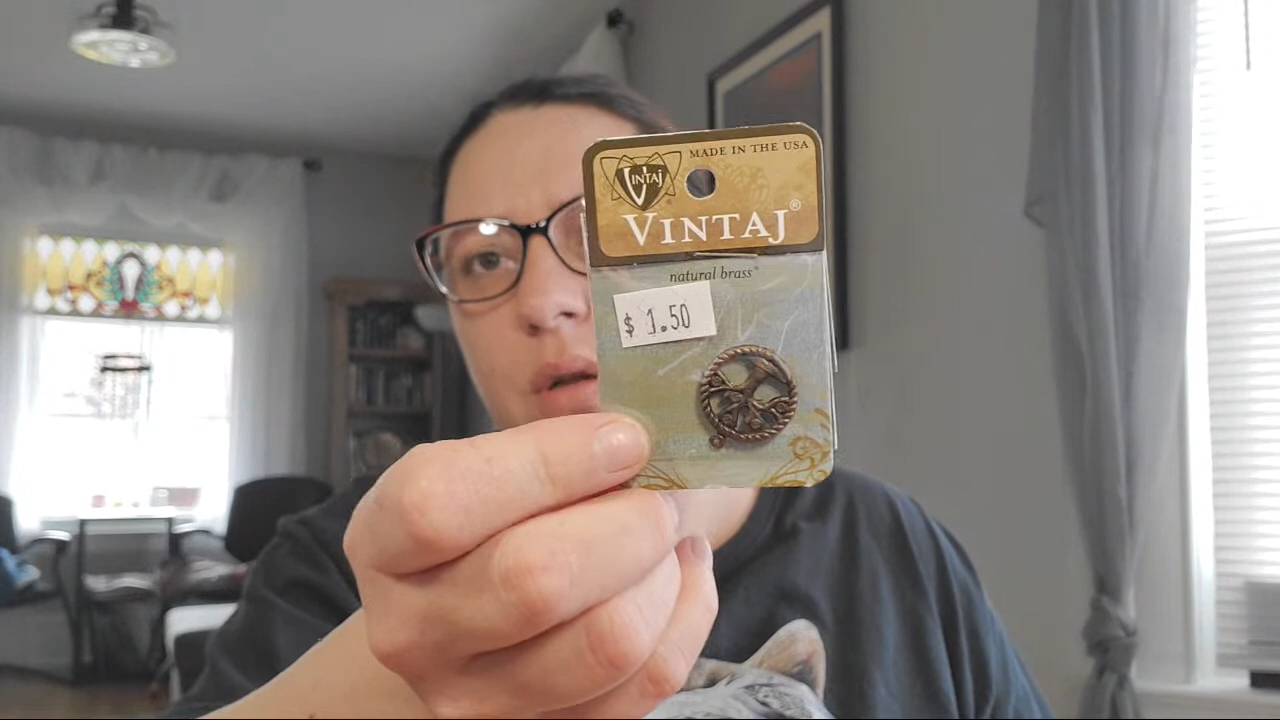 MADE IN THE USA
VINTAJ
VINTAJ®
natural brass®
$ 1.50